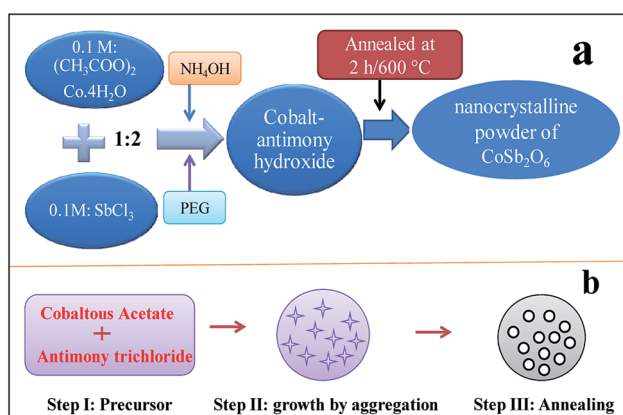 a
0.1 M:
(CH₃COO)₂
Co.4H₂O
NH₄OH
Annealed at
2 h/600 °C
1:2
Cobalt-
antimony
hydroxide
nanocrystalline
powder of
CoSb₂O₆
0.1M: SbCl₃
PEG
b
Cobaltous Acetate
+
Antimony trichloride
Step I: Precursor
Step II: growth by aggregation
Step III: Annealing